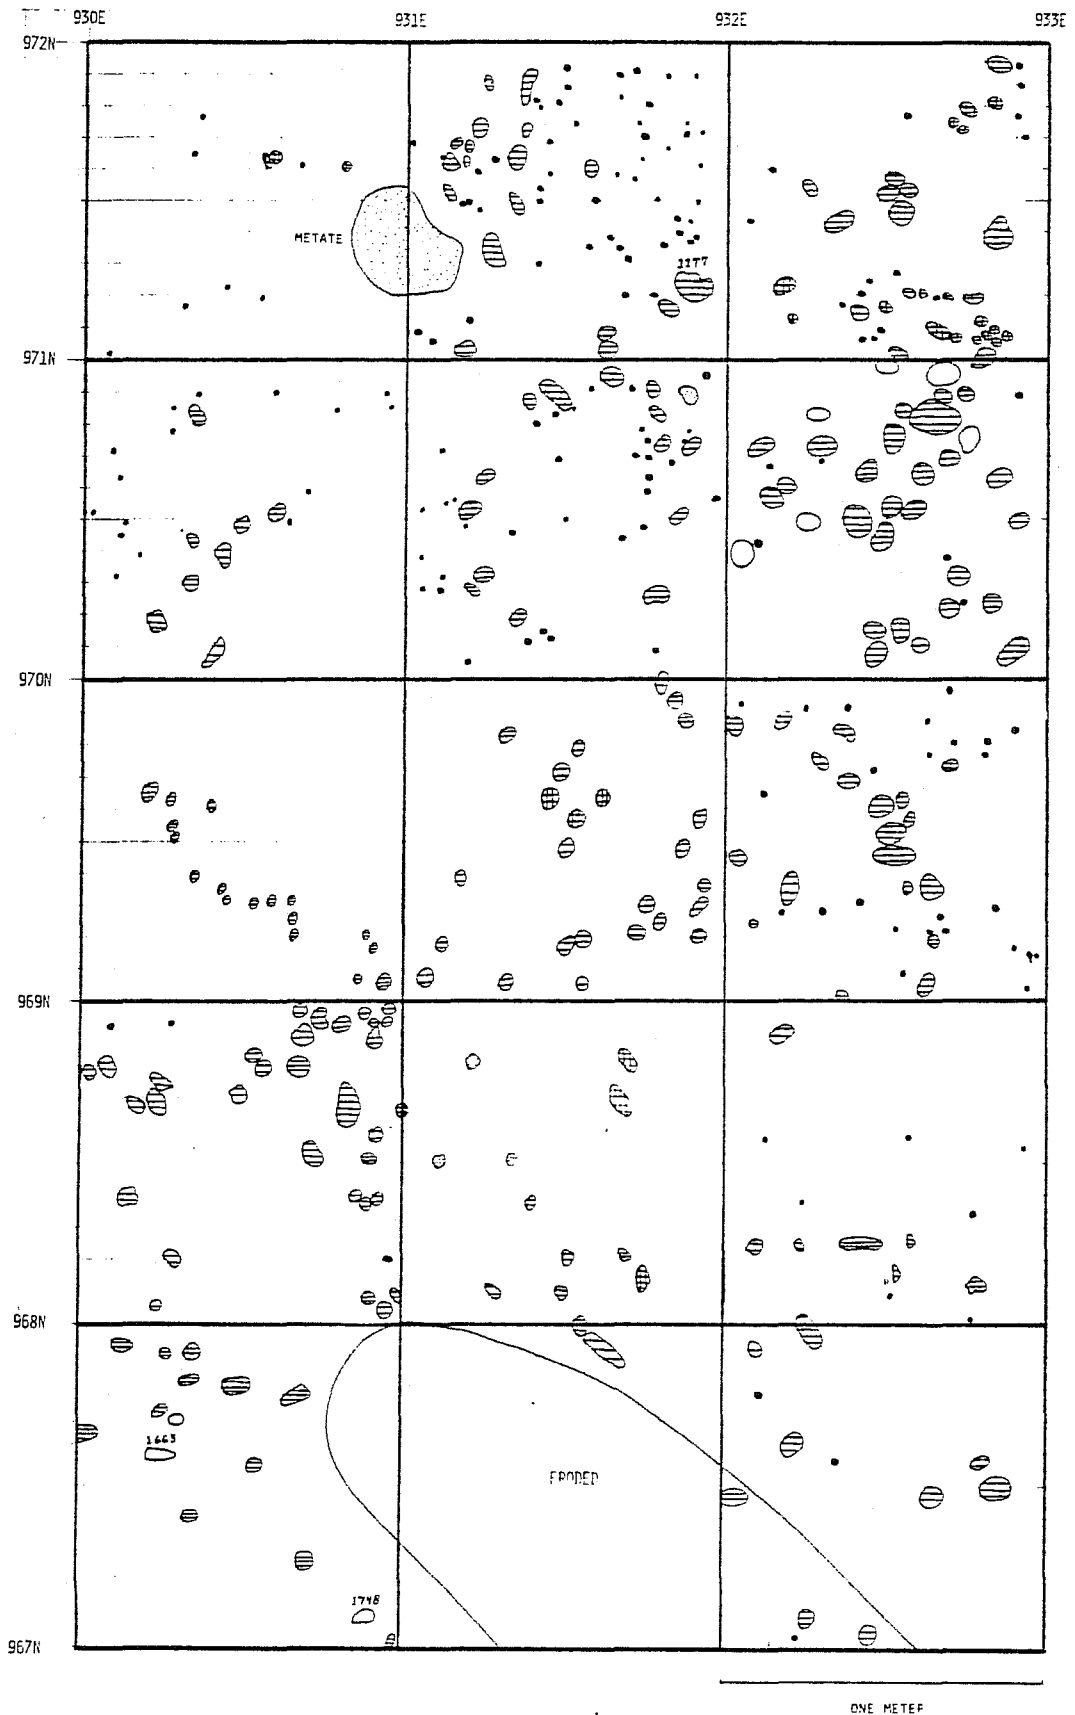 930E 931E 932E 933E
972N
METATE
1177
971N
970N
969N
968N
1663
ERODED
1748
967N
ONE METER